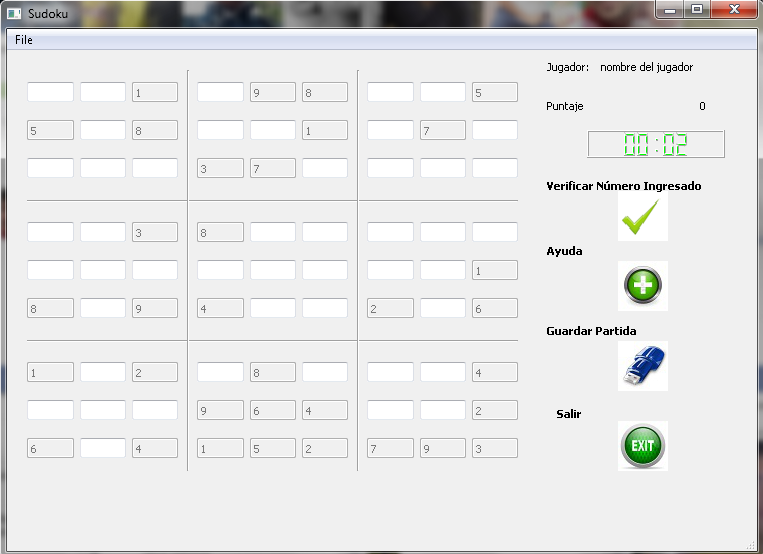 Sudoku
File
Jugador: nombre del jugador
1 9 8 5
Puntaje 0
5 8 1 7
00:02
3 7
Verificar Número Ingresado
3 8
Ayuda
1
8 9 4 2 6
Guardar Partida
1 2 8 4
9 6 4 2
Salir
6 4 1 5 2 7 9 3
EXIT